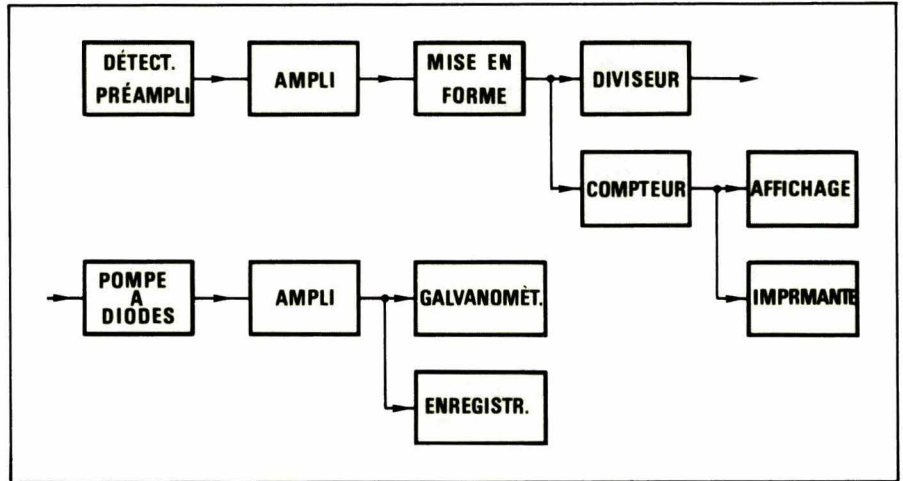 DÉTECT.
PRÉAMPLI
AMPLI
MISE EN
FORME
DIVISEUR
COMPTEUR
AFFICHAGE
IMPRMANTE
POMPE
A
DIODES
AMPLI
GALVANOMÈT.
ENREGISTR.